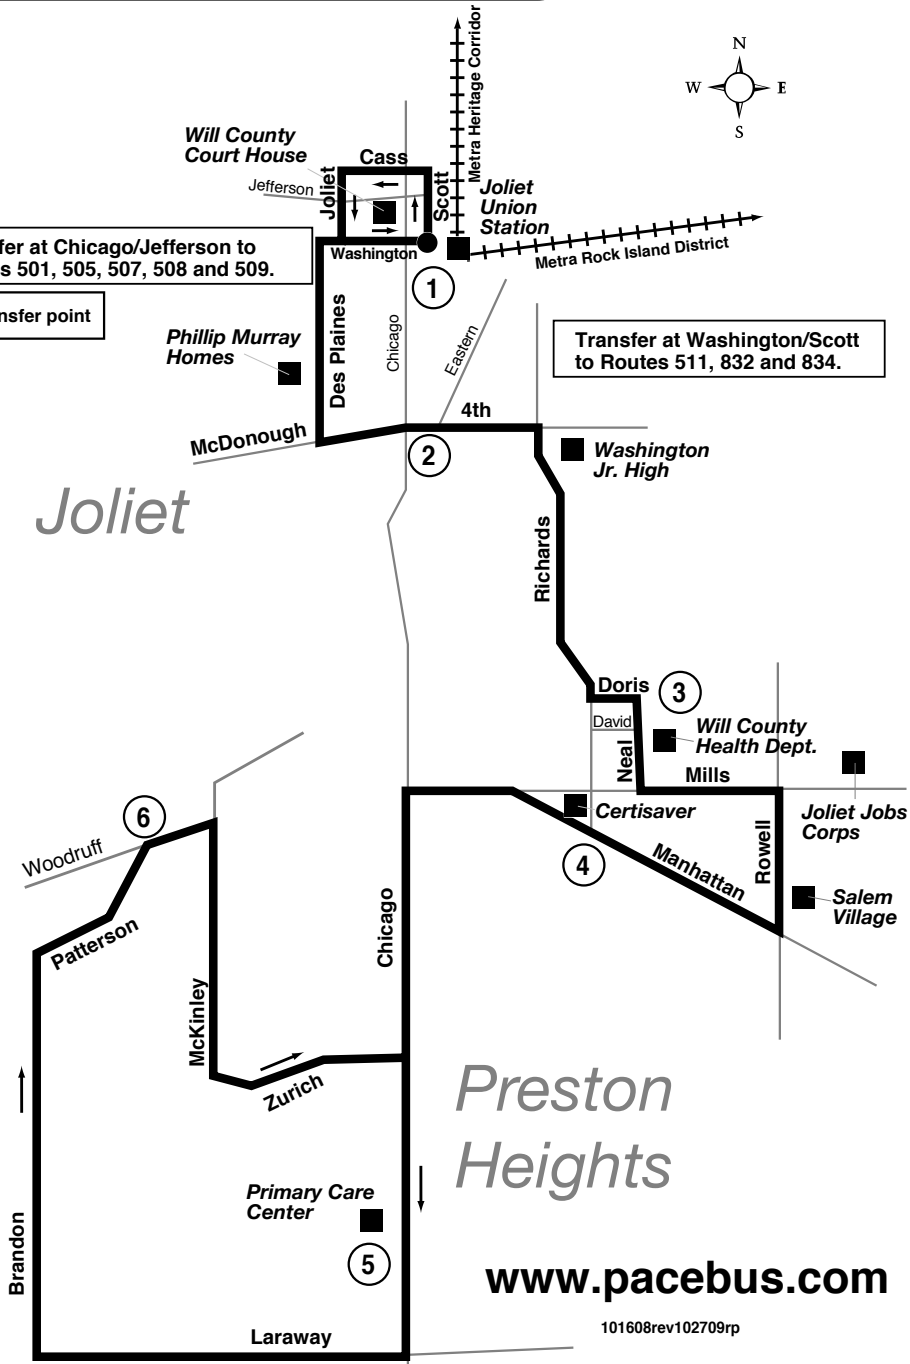 Metra Heritage Corridor
N
W E
S
Will County
Court House
Cass
Jefferson
Joliet
Scott
Joliet
Union
Station
fer at Chicago/Jefferson to
s 501, 505, 507, 508 and 509.
Washington
Metra Rock Island District
1
nsfer point
Des Plaines
Chicago
Eastern
Phillip Murray
Homes
Transfer at Washington/Scott
to Routes 511, 832 and 834.
4th
McDonough
2
Washington
Jr. High
Joliet
Richards
Doris
3
David
Will County
Health Dept.
Neal
Mills
6
Certisaver
Joliet Jobs
Corps
Woodruff
4
Manhattan
Rowell
Salem
Village
Chicago
Patterson
McKinley
Zurich
Preston
Heights
Primary Care
Center
Brandon
5
www.pacebus.com
Laraway
101608rev102709rp